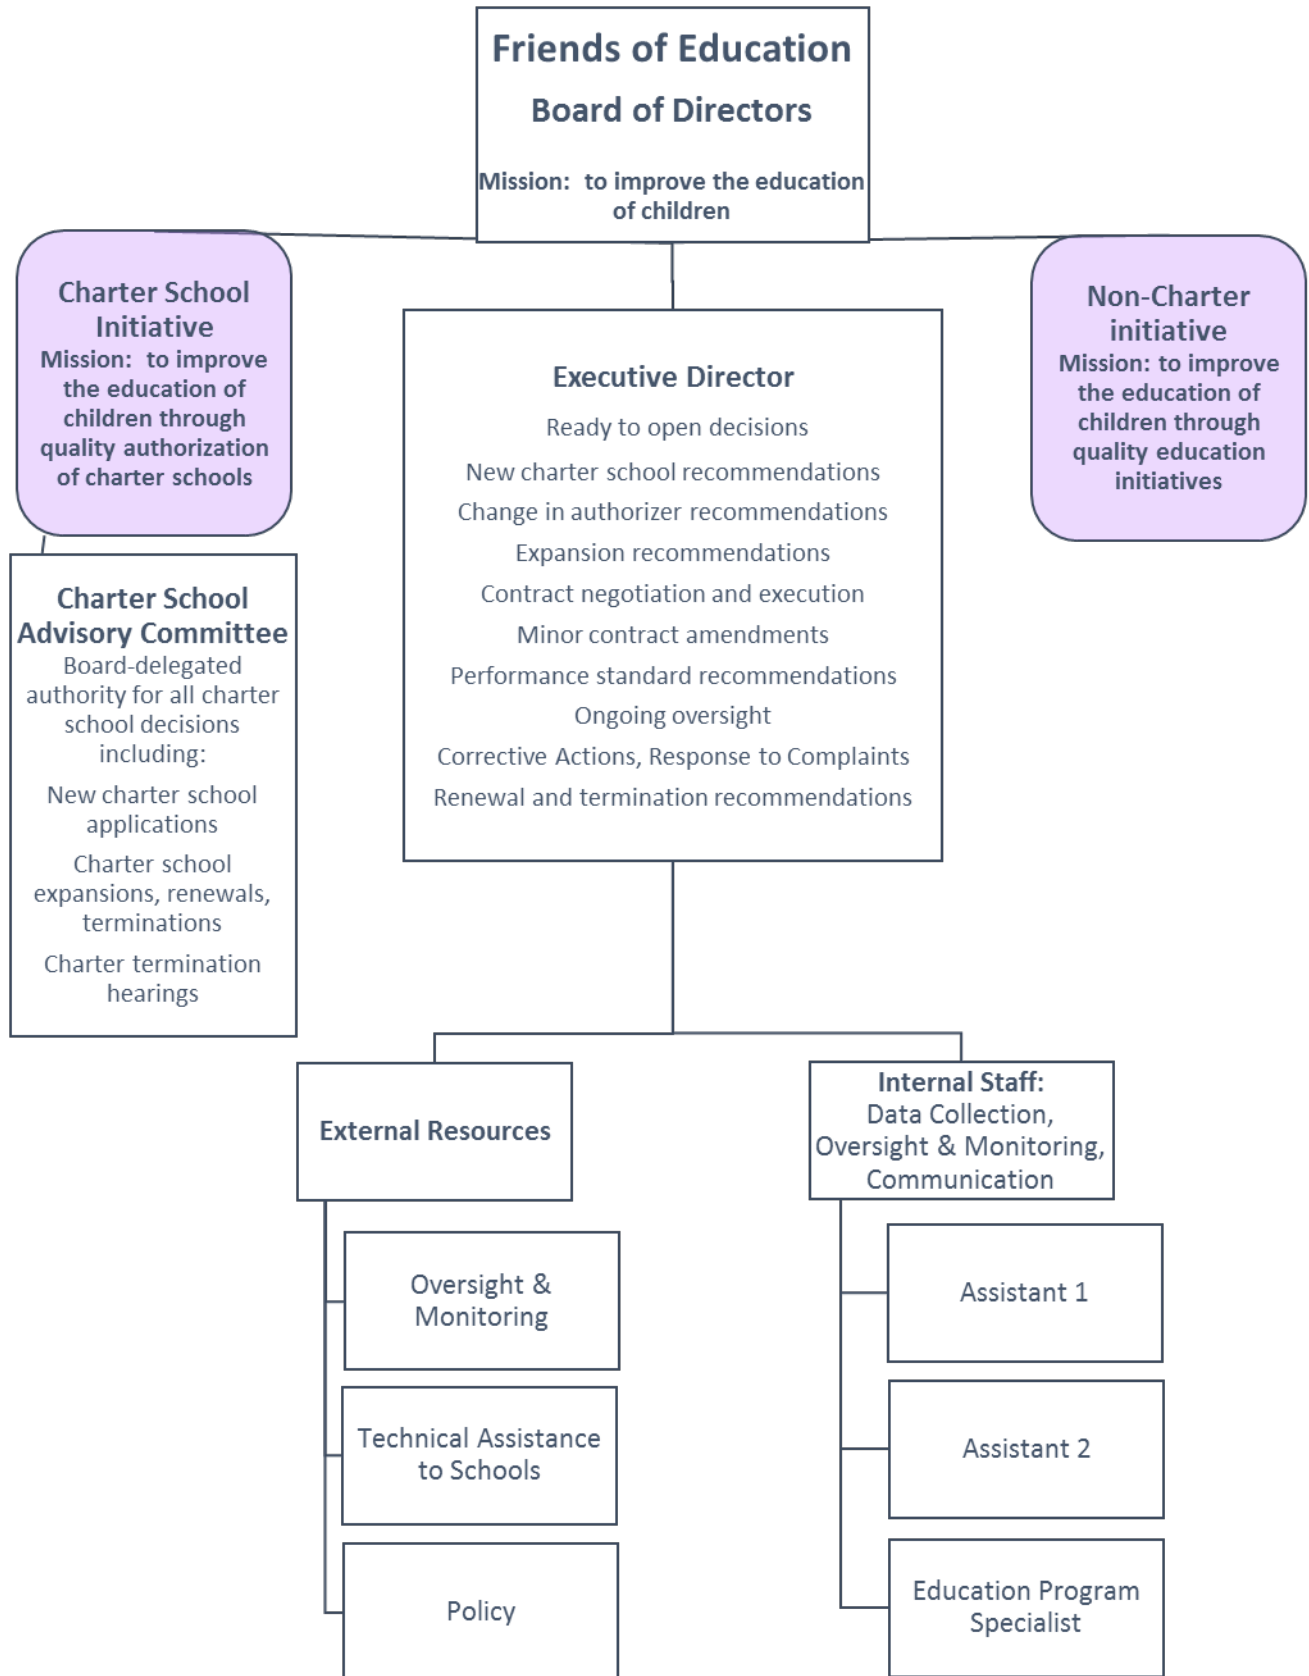 Friends of Education
Board of Directors
Mission:  to improve the education
of children
Charter School
Initiative
Mission:  to improve
the education of
children through
quality authorization
of charter schools
Non-Charter
initiative
Mission: to improve
the education of
children through
quality education
initiatives
Executive Director
Ready to open decisions
New charter school recommendations
Change in authorizer recommendations
Expansion recommendations
Contract negotiation and execution
Minor contract amendments
Performance standard recommendations
Ongoing oversight
Corrective Actions, Response to Complaints
Renewal and termination recommendations
Charter School
Advisory Committee
Board-delegated
authority for all charter
school decisions
including:
New charter school
applications
Charter school
expansions, renewals,
terminations
Charter termination
hearings
External Resources
Oversight &
Monitoring
Technical Assistance
to Schools
Policy
Internal Staff:
Data Collection,
Oversight & Monitoring,
Communication
Assistant 1
Assistant 2
Education Program
Specialist